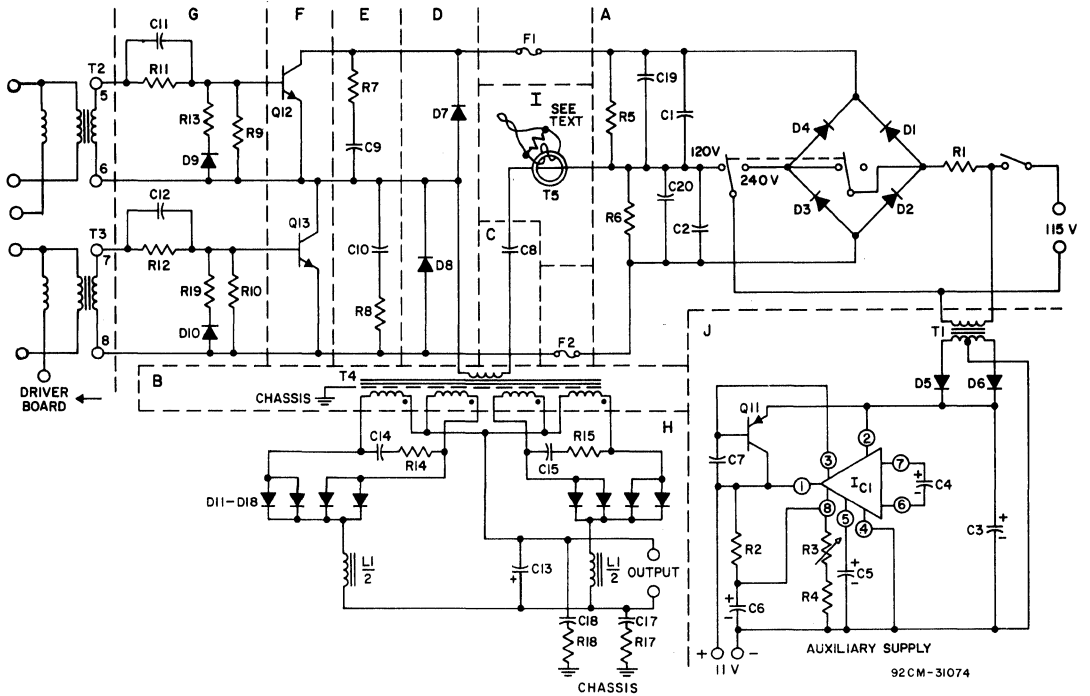 G
F
E
D
A
C11
F1
T2
5
R11
Q12
R7
C19
I
SEE
TEXT
R13
R9
D7
R5
C1
D4
D1
R1
D9
C9
120V
240V
6
T5
C20
D3
D2
115 V
C12
Q13
R6
C2
T3
7
R12
C10
D8
C
C8
R19
R10
R8
J
T1
D10
8
F2
B
T4
DRIVER
BOARD
CHASSIS
D5
D6
H
Q11
C14
R14
R15
C15
C7
3
2
7
1
IC1
C4
+
-
D11-D18
8
5
4
6
R2
R3
C3
+
-
L1
2
C13
+
L1
2
OUTPUT
C5
+
-
R4
C6
+
-
C18
R18
C17
R17
+
11 V
-
AUXILIARY SUPPLY
92CM-31074
CHASSIS